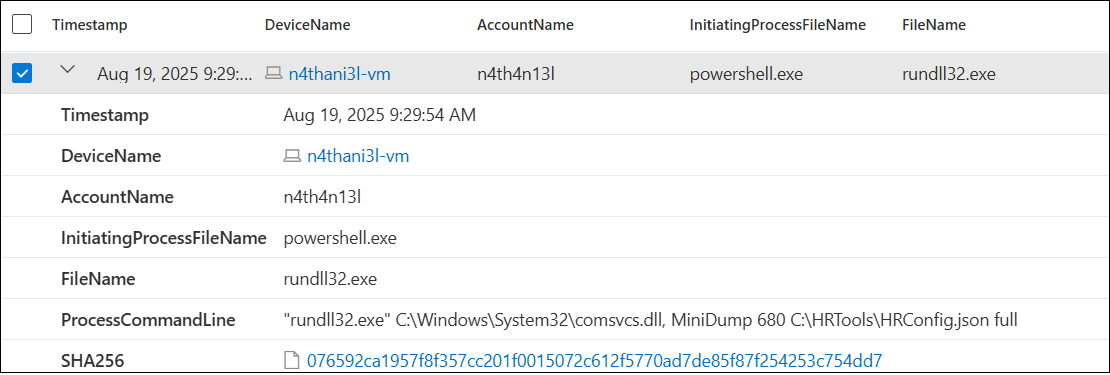 Timestamp DeviceName AccountName InitiatingProcessFileName FileName
Aug 19, 2025 9:29:... n4thani3l-vm n4th4n13l powershell.exe rundll32.exe
Timestamp Aug 19, 2025 9:29:54 AM
DeviceName n4thani3l-vm
AccountName n4th4n13l
InitiatingProcessFileName powershell.exe
FileName rundll32.exe
ProcessCommandLine "rundll32.exe" C:\Windows\System32\comsvcs.dll, MiniDump 680 C:\HRTools\HRConfig.json full
SHA256 076592ca1957f8f357cc201f0015072c612f5770ad7de85f87f254253c754dd7